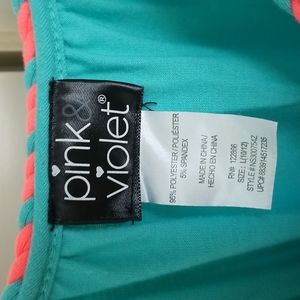 pink &
violet®
95% POLYESTER / POLIÉSTER
5% SPANDEX
MADE IN CHINA /
HECHO EN CHINA
RN# 122866
SIZE: L (10/12)